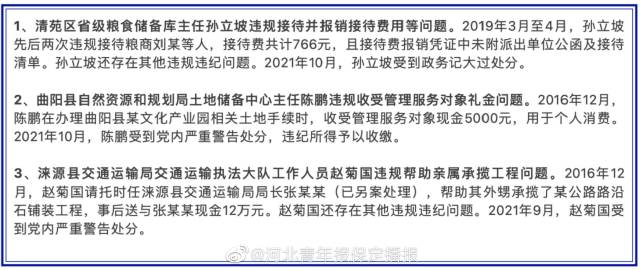 1、清苑区省级粮食储备库主任孙立坡违规接待并报销接待费用等问题。2019年3月至4月，孙立坡
先后两次违规接待粮商刘某等人，接待费共计766元，且接待费报销凭证中未附派出单位公函及接待
清单。孙立坡还存在其他违规违纪问题。2021年10月，孙立坡受到政务记大过处分。
2、曲阳县自然资源和规划局土地储备中心主任陈鹏违规收受管理服务对象礼金问题。2016年12月，
陈鹏在办理曲阳县某文化产业园相关土地手续时，收受管理服务对象现金5000元，用于个人消费。
2021年10月，陈鹏受到党内严重警告处分，违纪所得予以收缴。
3、涞源县交通运输局交通运输执法大队工作人员赵菊国违规帮助亲属承揽工程问题。2016年12
月，赵菊国请托时任涞源县交通运输局局长张某某（已另案处理），帮助其外甥承揽了某公路路沿
石铺装工程，事后送与张某某现金12万元。赵菊国还存在其他违规违纪问题。2021年9月，赵菊国受
到党内严重警告处分。
@河北青年报保定播报